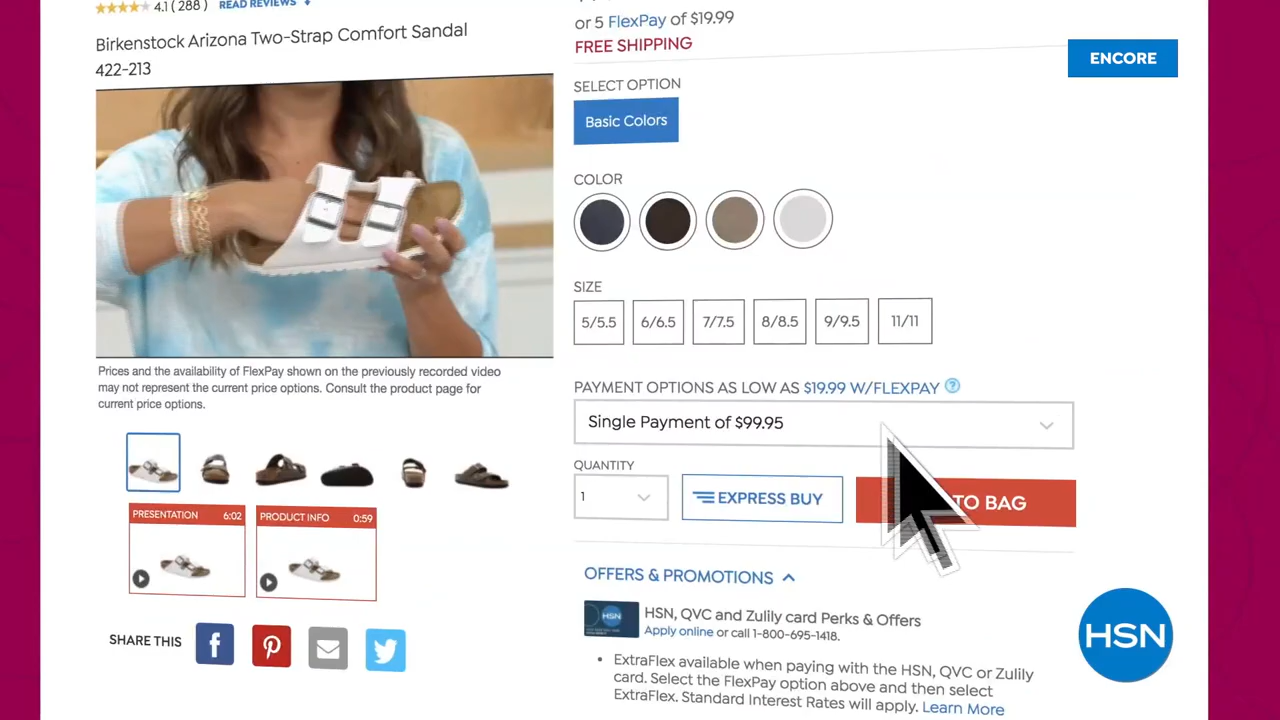 4.1 ( 288 ) READ REVIEWS
Birkenstock Arizona Two-Strap Comfort Sandal
422-213
Prices and the availability of FlexPay shown on the previously recorded video
may not represent the current price options. Consult the product page for
current price options.
PRESENTATION 6:02
PRODUCT INFO 0:59
SHARE THIS
or 5 FlexPay of $19.99
FREE SHIPPING
SELECT OPTION
Basic Colors
COLOR
SIZE
5/5.5 6/6.5 7/7.5 8/8.5 9/9.5 11/11
PAYMENT OPTIONS AS LOW AS $19.99 W/FLEXPAY ?
Single Payment of $99.95
QUANTITY
1
EXPRESS BUY
TO BAG
OFFERS & PROMOTIONS
HSN
HSN, QVC and Zulily card Perks & Offers
Apply online or call 1-800-695-1418.
• ExtraFlex available when paying with the HSN, QVC or Zulily
card. Select the FlexPay option above and then select
ExtraFlex. Standard Interest Rates will apply. Learn More
ENCORE
HSN